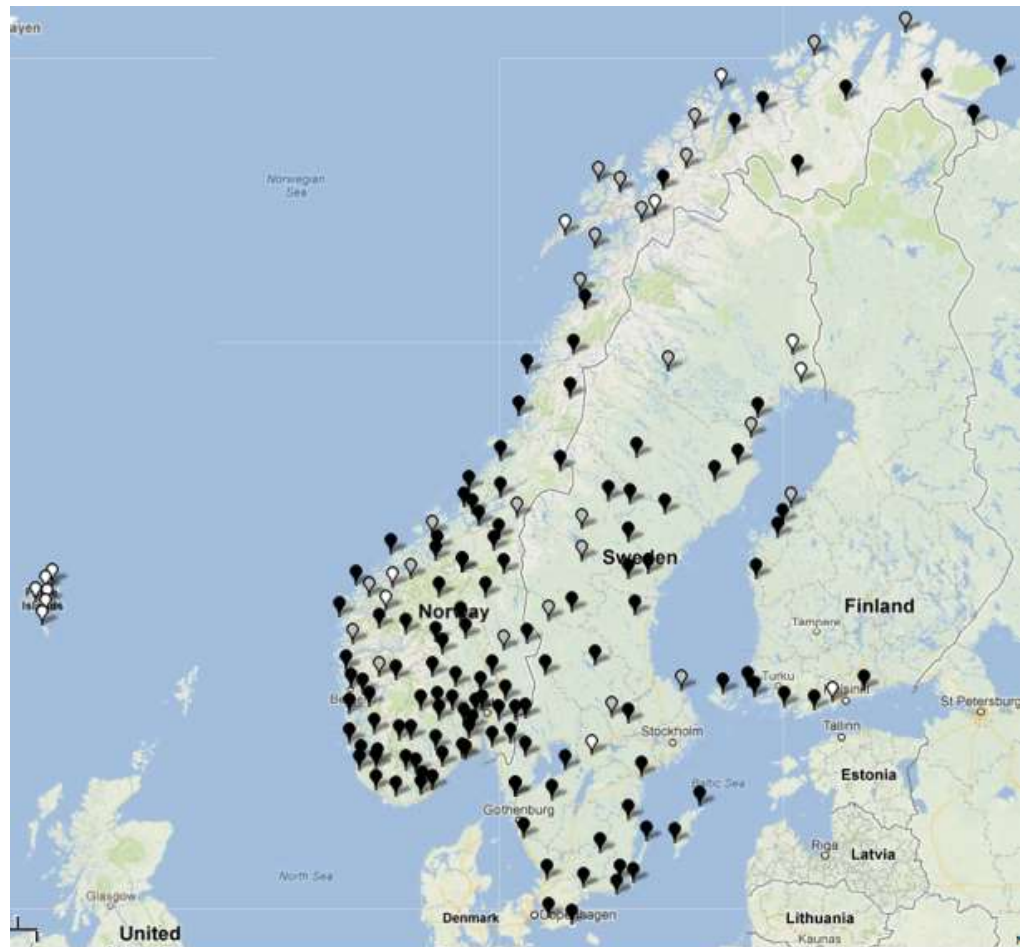 ayen
Norwegian
Sea
Sweden
Islands
Norway
Finland
Tampere
Turku
Helsinki
St Petersburg
Stockholm
Tallinn
Estonia
Baltic Sea
Gothenburg
Riga
Latvia
North Sea
Glasgow
Denmark
Copenhagen
Lithuania
United
Kaunas